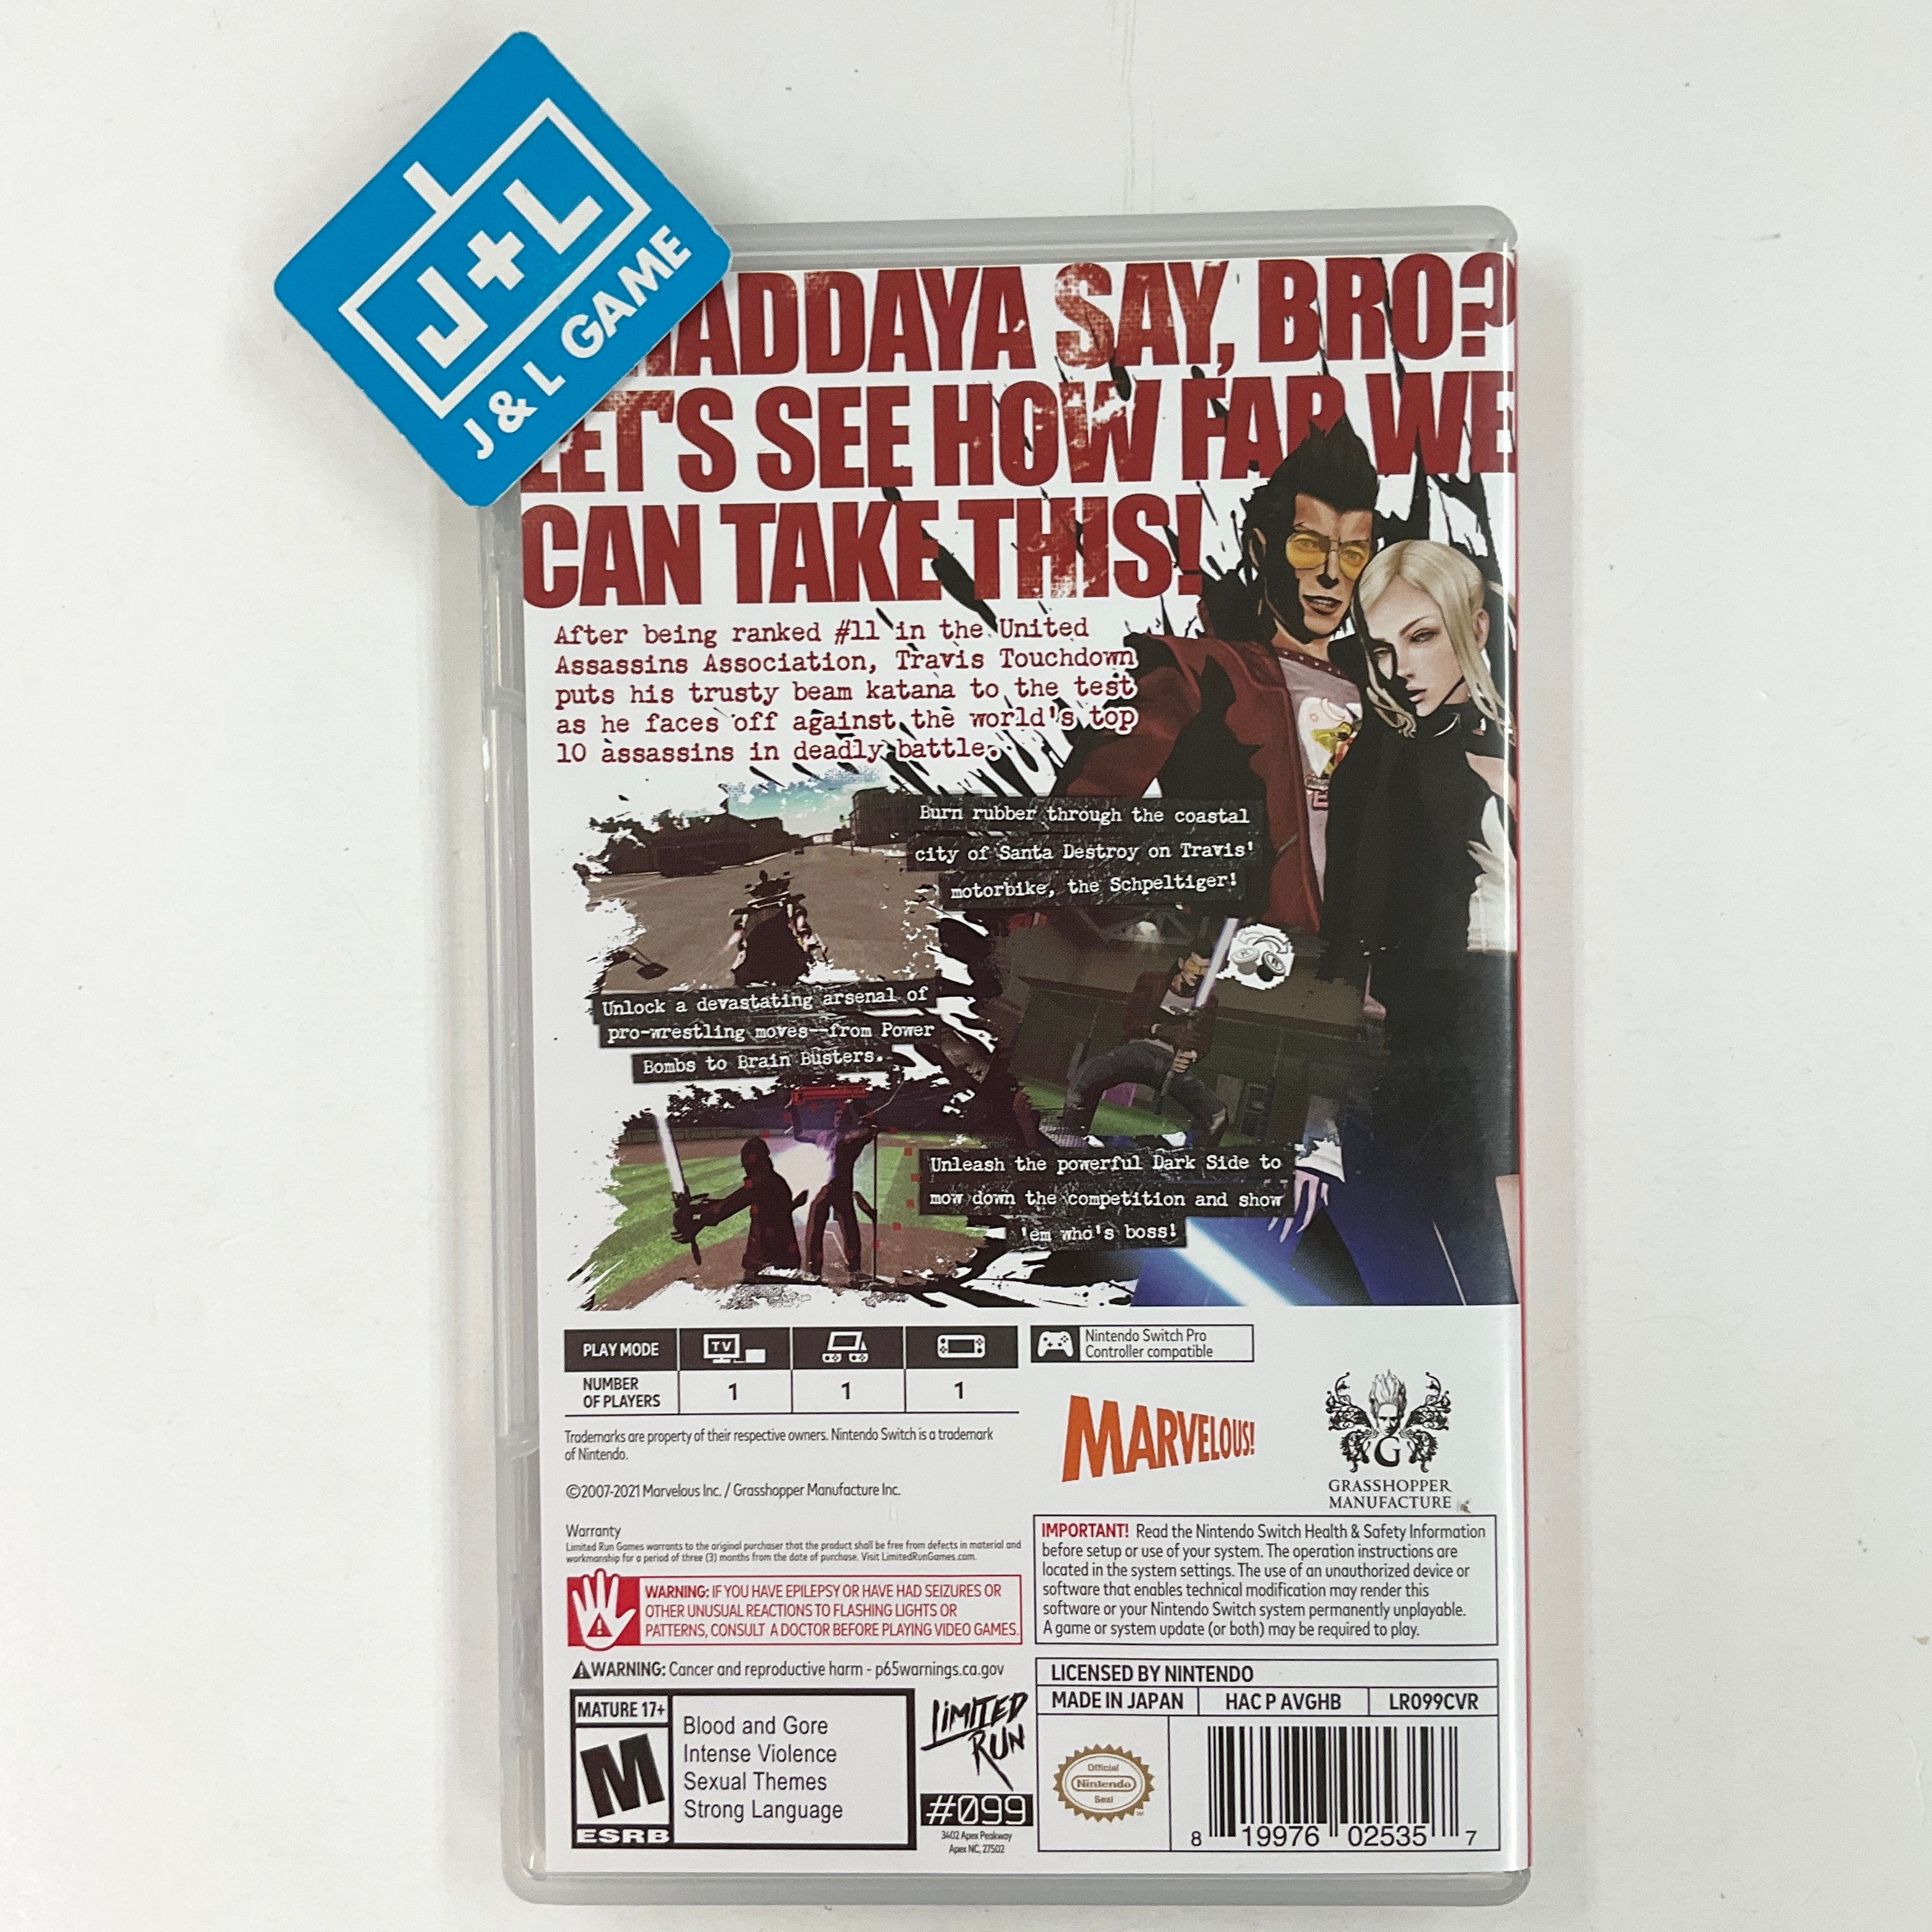 J+L
J & L GAME
ADDAYA SAY, BRO?
LET'S SEE HOW FAR WE
CAN TAKE THIS!
After being ranked #11 in the United
Assassins Association, Travis Touchdown
puts his trusty beam katana to the test
as he faces off against the world's top
10 assassins in deadly battle.
Burn rubber through the coastal
city of Santa Destroy on Travis'
motorbike, the Schpeltiger!
Unlock a devastating arsenal of
pro-wrestling moves--from Power
Bombs to Brain Busters.
Unleash the powerful Dark Side to
mow down the competition and show
'em who's boss!
PLAY MODE TV
NUMBER
OF PLAYERS 1 1 1
Nintendo Switch Pro
Controller compatible
Trademarks are property of their respective owners. Nintendo Switch is a trademark
of Nintendo.
©2007-2021 Marvelous Inc. / Grasshopper Manufacture Inc.
MARVELOUS!
G
GRASSHOPPER
MANUFACTURE
Warranty
Limited Run Games warrants to the original purchaser that the product shall be free from defects in material and
workmanship for a period of three (3) months from the date of purchase. Visit LimitedRunGames.com.
WARNING: IF YOU HAVE EPILEPSY OR HAVE HAD SEIZURES OR
OTHER UNUSUAL REACTIONS TO FLASHING LIGHTS OR
PATTERNS, CONSULT A DOCTOR BEFORE PLAYING VIDEO GAMES.
IMPORTANT! Read the Nintendo Switch Health & Safety Information
before setup or use of your system. The operation instructions are
located in the system settings. The use of an unauthorized device or
software that enables technical modification may render this
software or your Nintendo Switch system permanently unplayable.
A game or system update (or both) may be required to play.
WARNING: Cancer and reproductive harm - p65warnings.ca.gov
MATURE 17+
M
ESRB
Blood and Gore
Intense Violence
Sexual Themes
Strong Language
LIMITED
RUN
#099
3402 Apex Peakway
Apex NC, 27502
LICENSED BY NINTENDO
MADE IN JAPAN HAC P AVGHB LR099CVR
Official
Nintendo
Seal
8 19976 02535 7